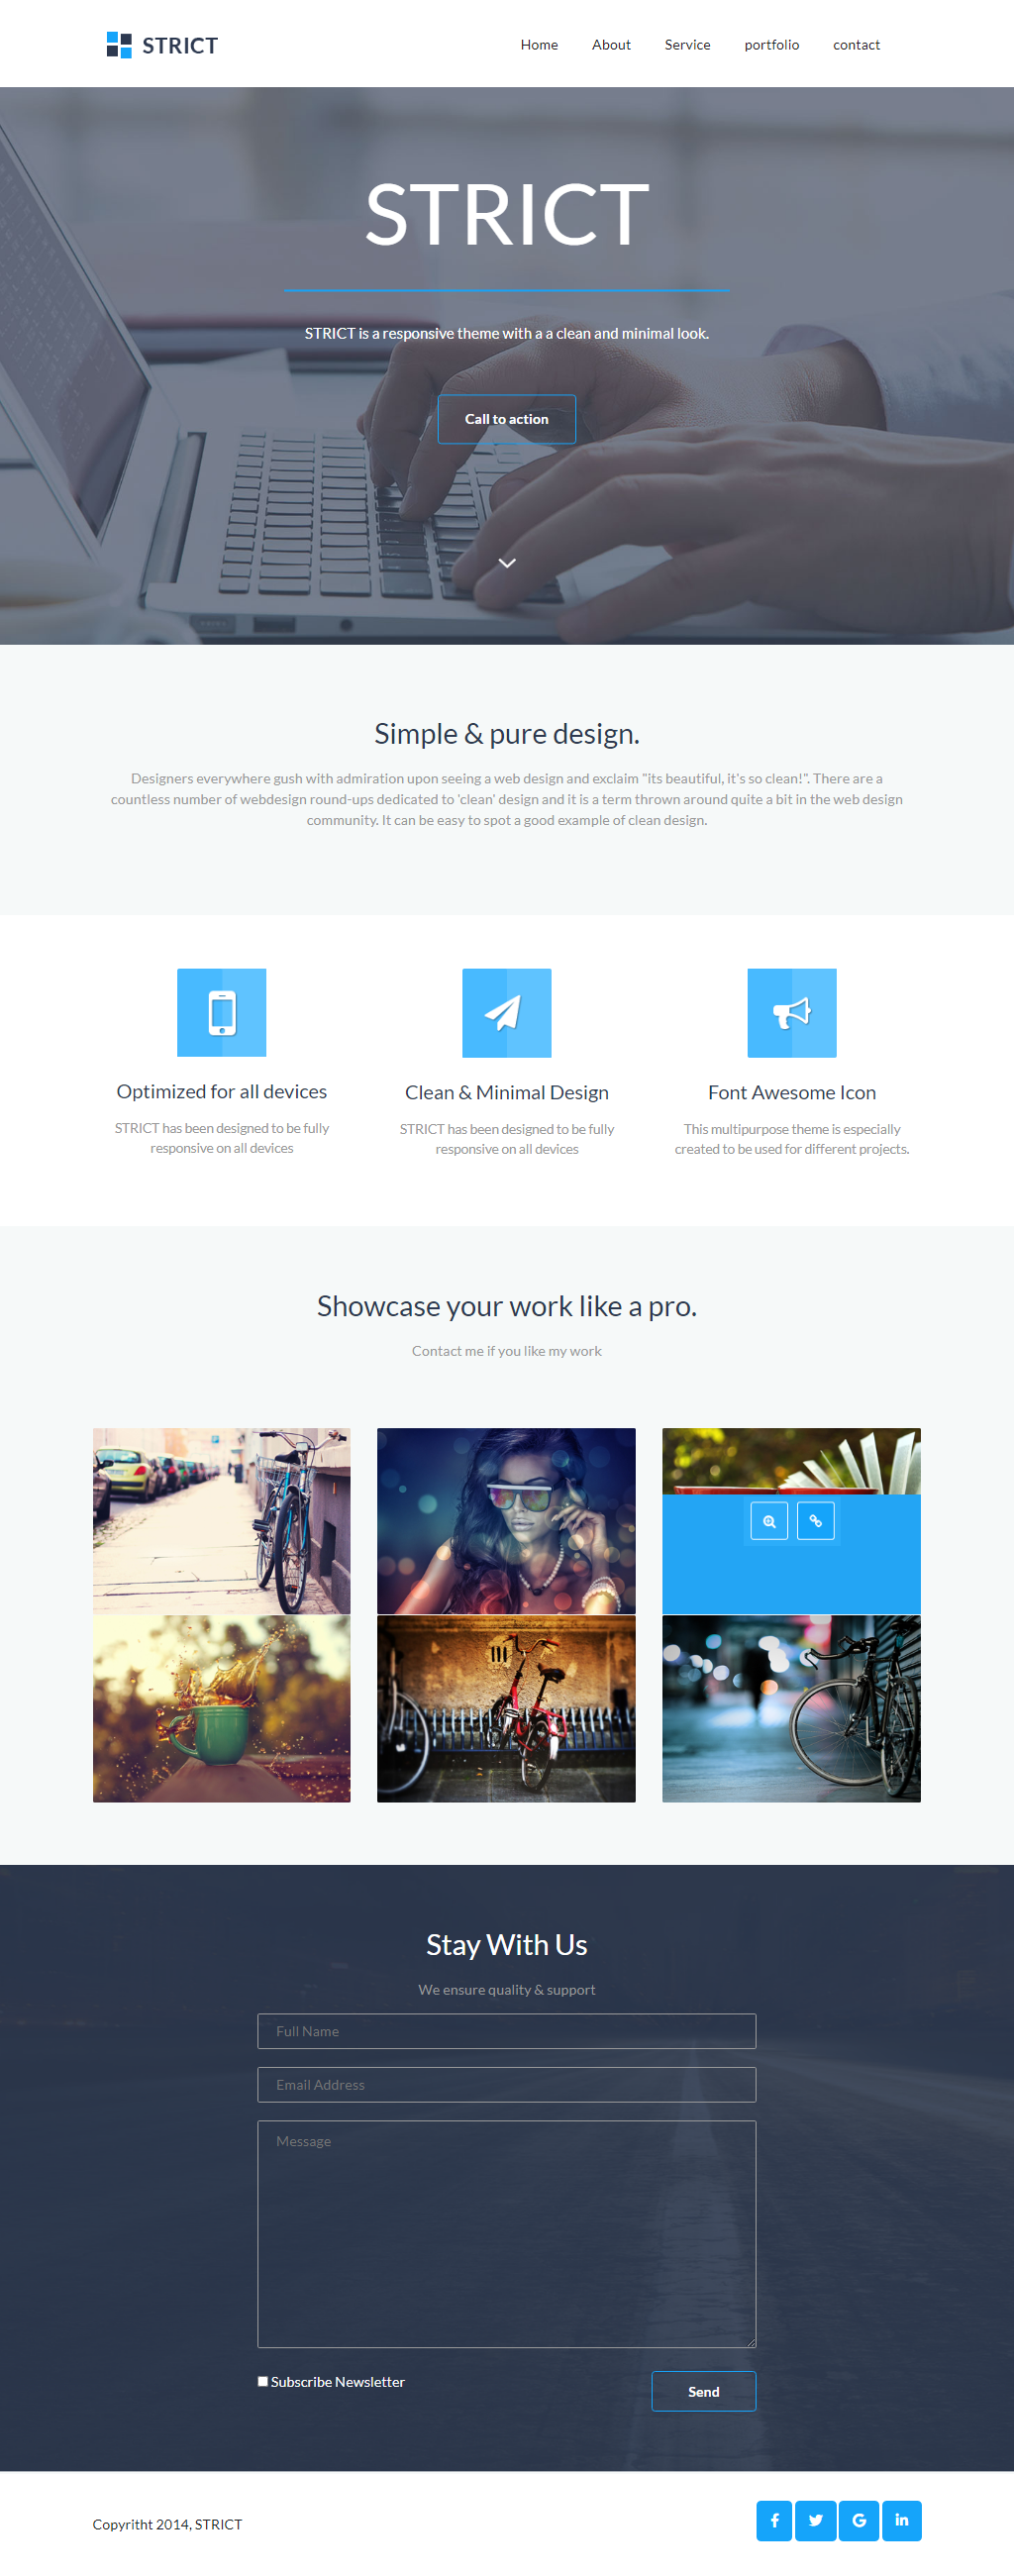 STRICT
Home About Service portfolio contact
STRICT
STRICT is a responsive theme with a a clean and minimal look.
Call to action
Simple & pure design.
Designers everywhere gush with admiration upon seeing a web design and exclaim "its beautiful, it's so clean!". There are a
countless number of webdesign round-ups dedicated to 'clean' design and it is a term thrown around quite a bit in the web design
community. It can be easy to spot a good example of clean design.
Optimized for all devices
STRICT has been designed to be fully
responsive on all devices
Clean & Minimal Design
STRICT has been designed to be fully
responsive on all devices
Font Awesome Icon
This multipurpose theme is especially
created to be used for different projects.
Showcase your work like a pro.
Contact me if you like my work
Stay With Us
We ensure quality & support
Full Name
Email Address
Message
Subscribe Newsletter
Send
Copyritht 2014, STRICT